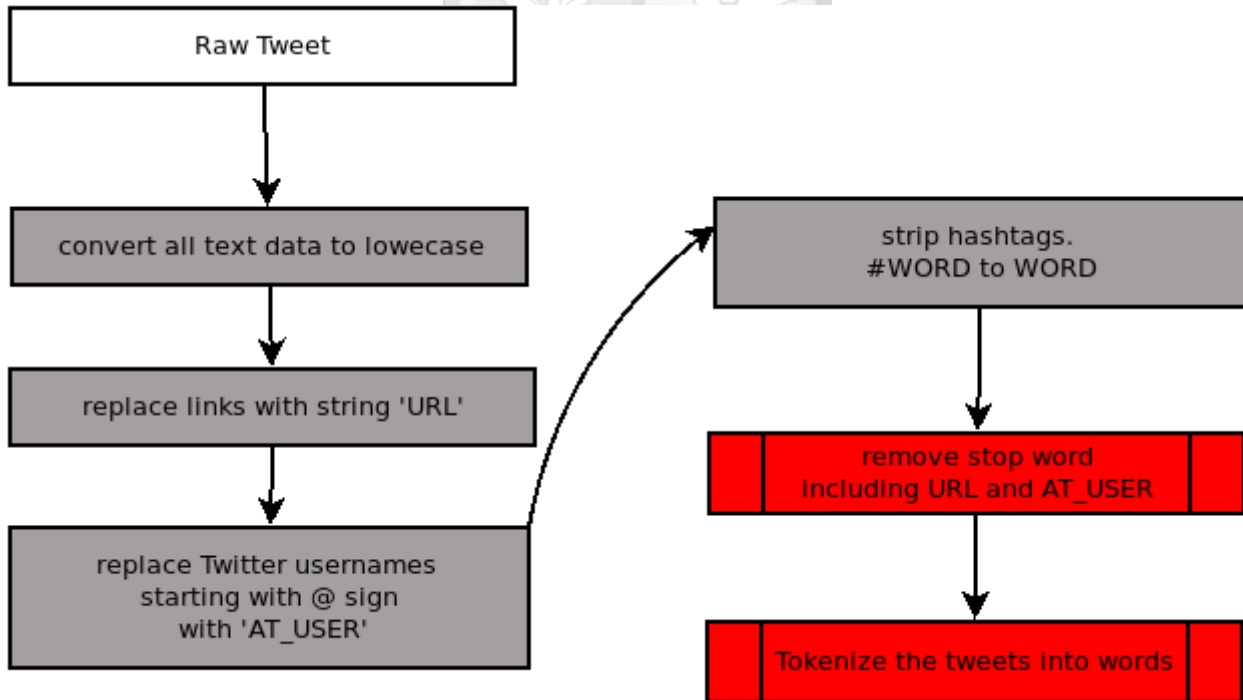 Raw Tweet
convert all text data to lowecase
replace links with string 'URL'
replace Twitter usernames
starting with @ sign
with 'AT_USER'
strip hashtags.
#WORD to WORD
remove stop word
including URL and AT_USER
Tokenize the tweets into words